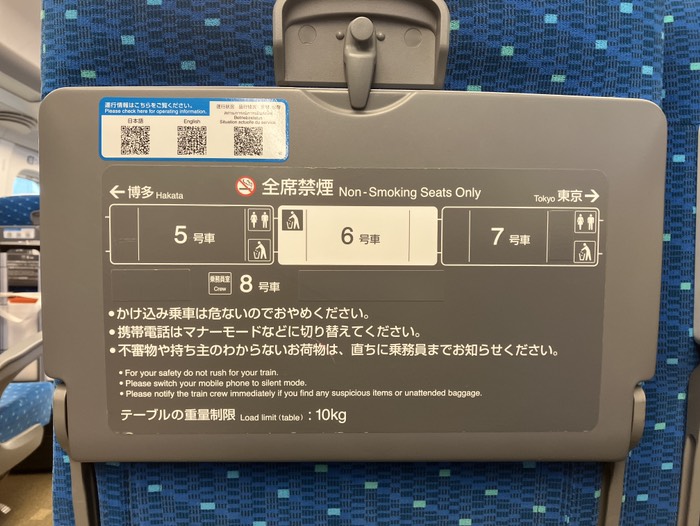 運行情報はこちらをご覧ください。
Please check here for operating information.
日本語
English
Situation actuelle du service
←博多 Hakata
全席禁煙 Non-Smoking Seats Only
Tokyo 東京→
5号車
6号車
7号車
乗務員室
Crew
8号車
●かけ込み乗車は危ないのでおやめください。
●携帯電話はマナーモードなどに切り替えてください。
●不審物や持ち主のわからないお荷物は、直ちに乗務員までお知らせください。
● For your safety do not rush for your train.
● Please switch your mobile phone to silent mode.
● Please notify the train crew immediately if you find any suspicious items or unattended baggage.
テーブルの重量制限 Load limit (table) : 10kg